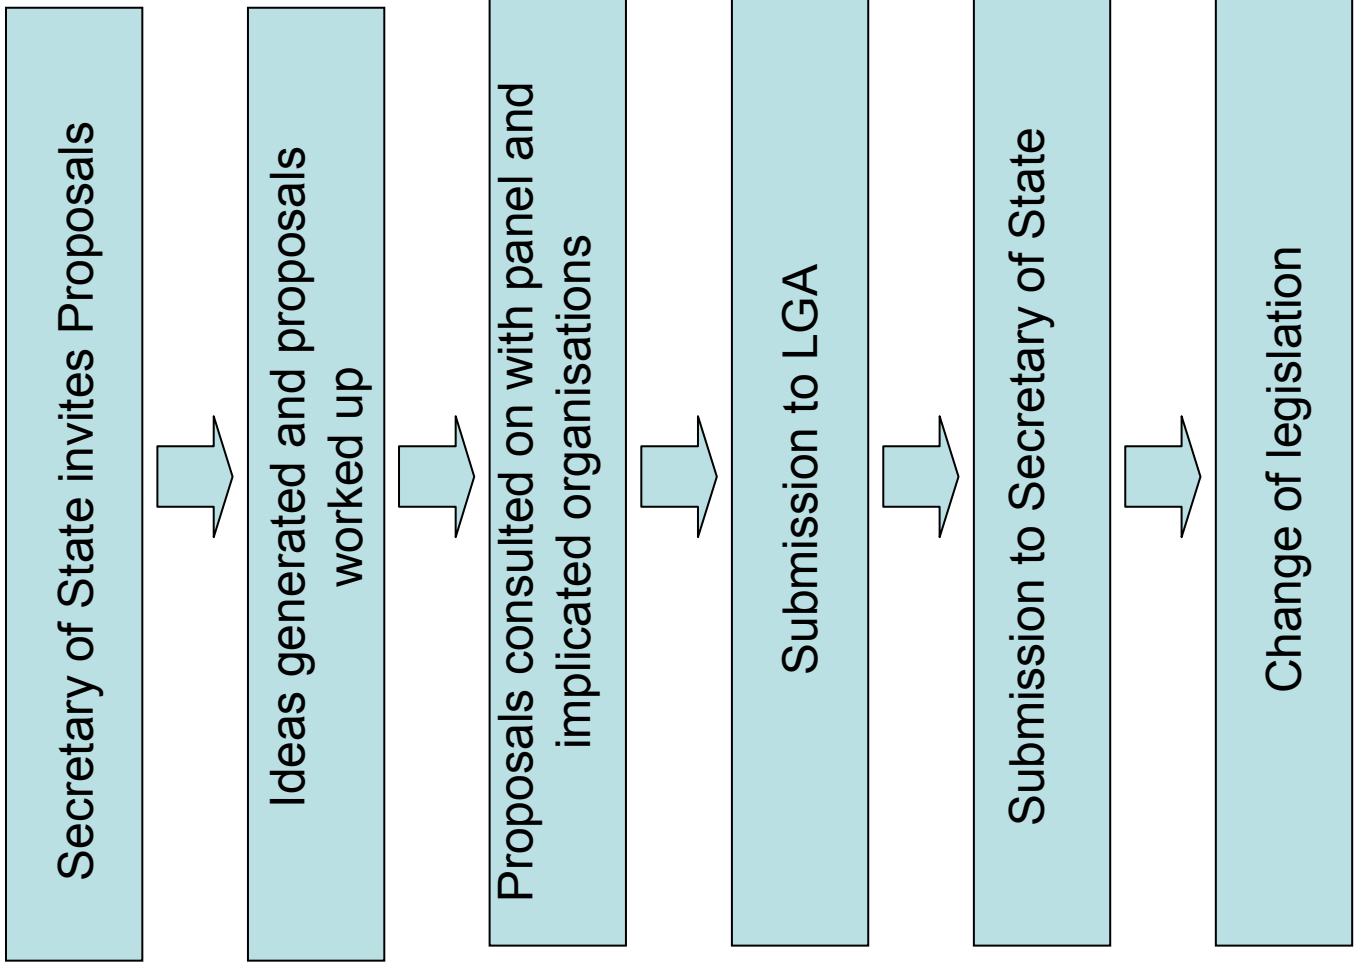 Secretary of State invites Proposals
Ideas generated and proposals
worked up
Proposals consulted on with panel and
implicated organisations
Submission to LGA
Submission to Secretary of State
Change of legislation